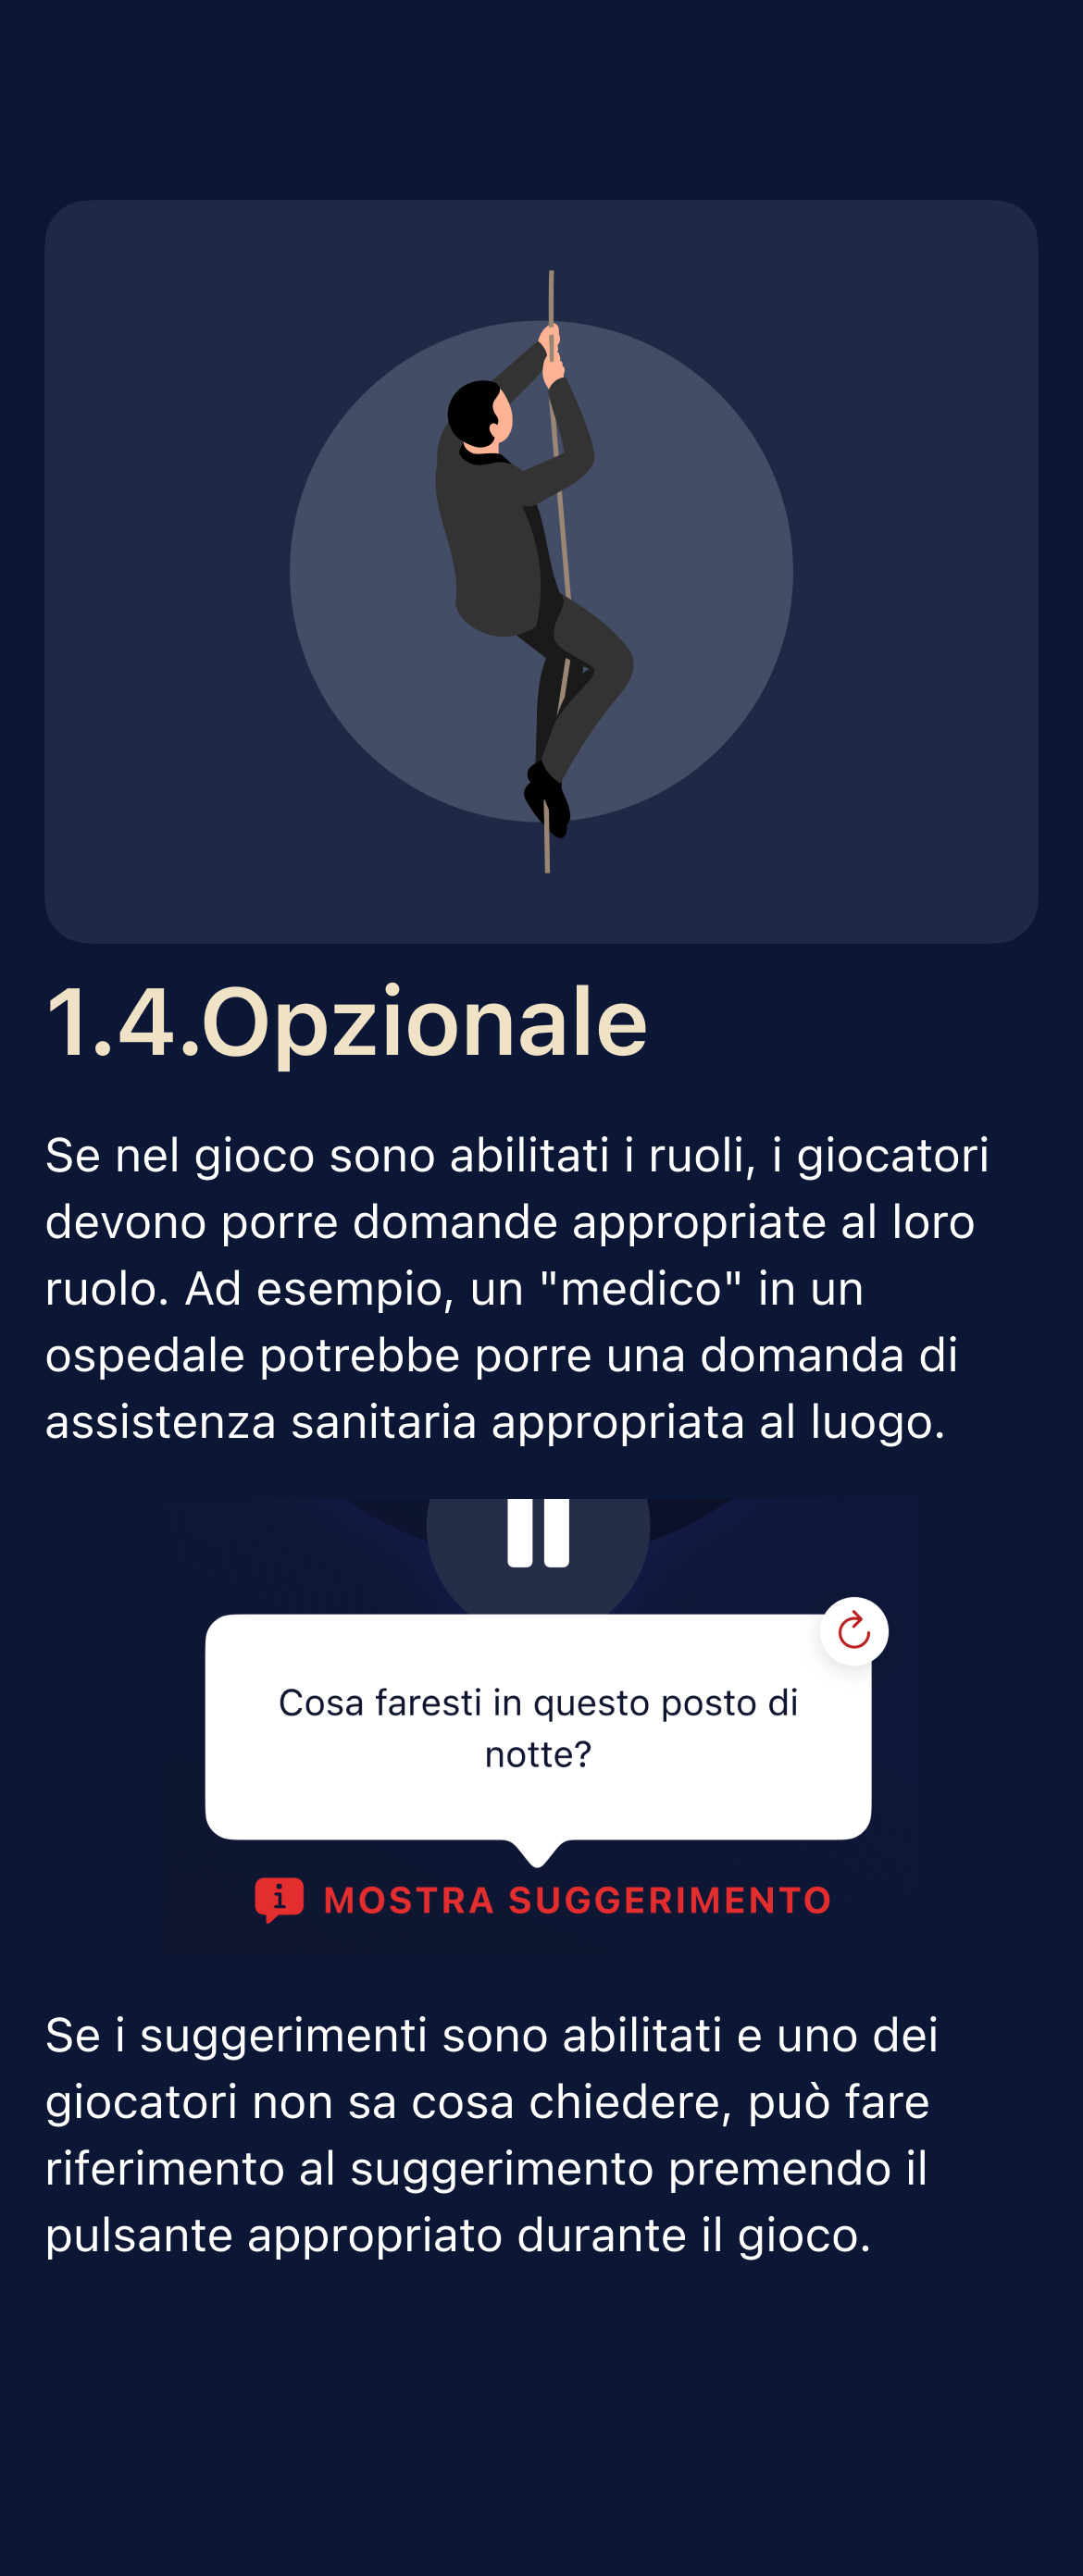 1.4.Opzionale
Se nel gioco sono abilitati i ruoli, i giocatori
devono porre domande appropriate al loro
ruolo. Ad esempio, un "medico" in un
ospedale potrebbe porre una domanda di
assistenza sanitaria appropriata al luogo.
Cosa faresti in questo posto di
notte?
MOSTRA SUGGERIMENTO
Se i suggerimenti sono abilitati e uno dei
giocatori non sa cosa chiedere, può fare
riferimento al suggerimento premendo il
pulsante appropriato durante il gioco.